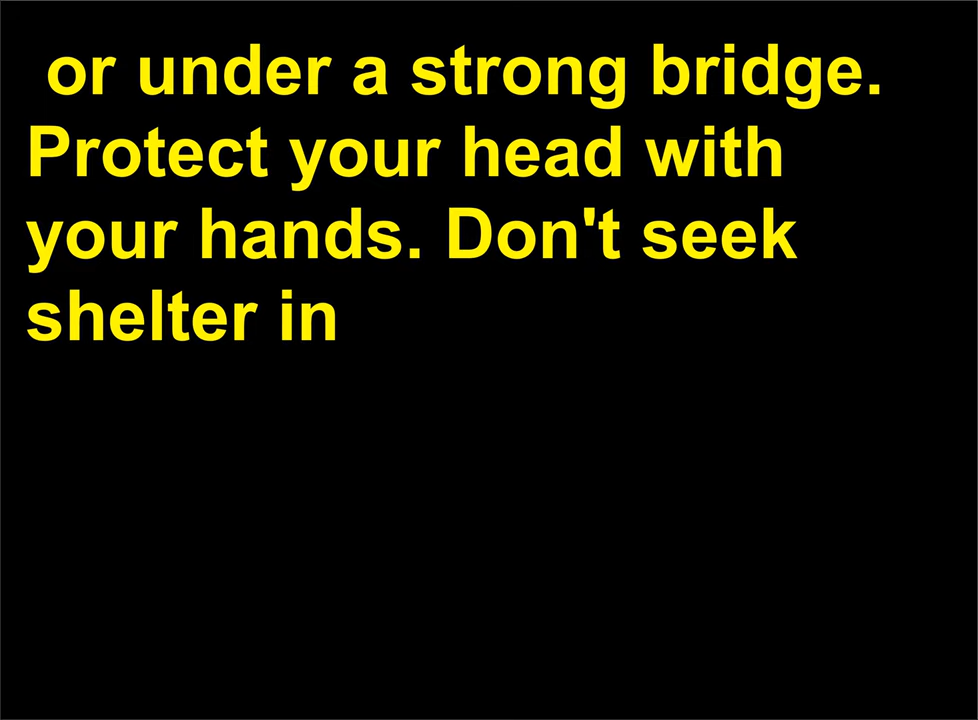 or under a strong bridge.
Protect your head with
your hands. Don't seek
shelter in